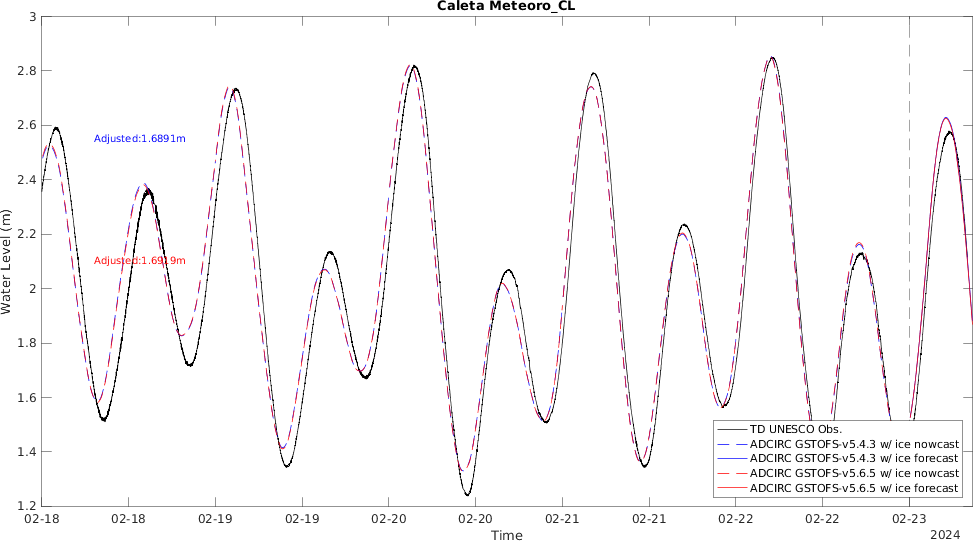 Caleta Meteoro_CL
3
2.8
2.6
2.4
2.2
2
1.8
1.6
1.4
1.2
Water Level (m)
Adjusted:1.6891m
Adjusted:1.6919m
TD UNESCO Obs.
ADCIRC GSTOFS-v5.4.3 w/ ice nowcast
ADCIRC GSTOFS-v5.4.3 w/ ice forecast
ADCIRC GSTOFS-v5.6.5 w/ ice nowcast
ADCIRC GSTOFS-v5.6.5 w/ ice forecast
02-18 02-18 02-19 02-19 02-20 02-20 02-21 02-21 02-22 02-22 02-23
Time
2024